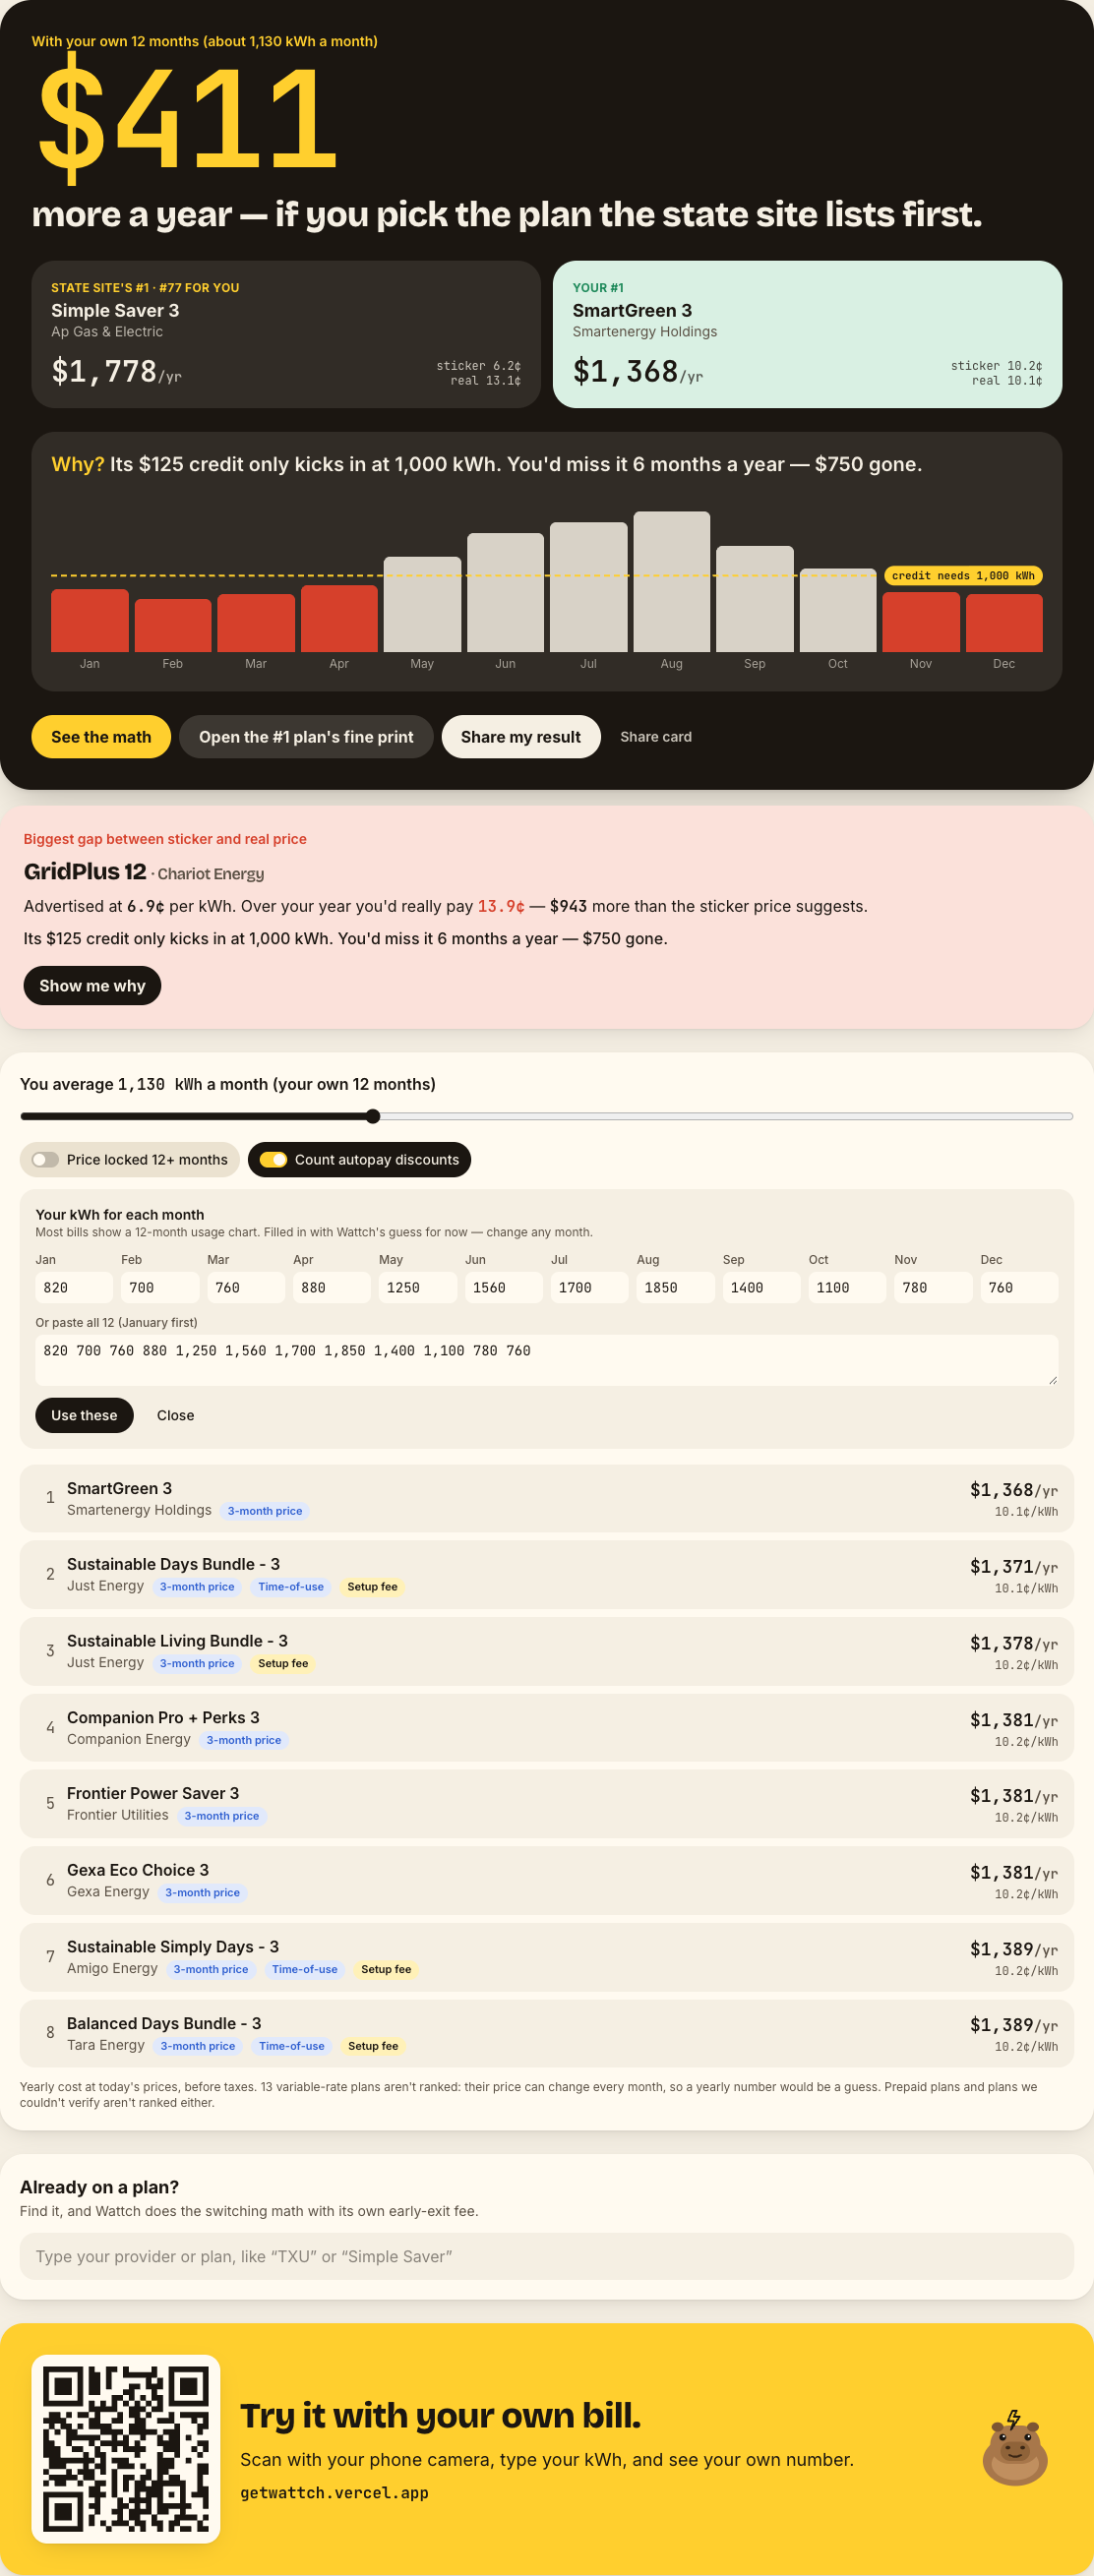 With your own 12 months (about 1,130 kWh a month)
$411
more a year — if you pick the plan the state site lists first.
STATE SITE'S #1 · #77 FOR YOU
Simple Saver 3
Ap Gas & Electric
$1,778/yr
sticker 6.2¢
real 13.1¢
YOUR #1
SmartGreen 3
Smartenergy Holdings
$1,368/yr
sticker 10.2¢
real 10.1¢
Why? Its $125 credit only kicks in at 1,000 kWh. You'd miss it 6 months a year — $750 gone.
credit needs 1,000 kWh
Jan Feb Mar Apr May Jun Jul Aug Sep Oct Nov Dec
See the math
Open the #1 plan's fine print
Share my result
Share card
Biggest gap between sticker and real price
GridPlus 12 · Chariot Energy
Advertised at 6.9¢ per kWh. Over your year you'd really pay 13.9¢ — $943 more than the sticker price suggests.
Its $125 credit only kicks in at 1,000 kWh. You'd miss it 6 months a year — $750 gone.
Show me why
You average 1,130 kWh a month (your own 12 months)
Price locked 12+ months
Count autopay discounts
Your kWh for each month
Most bills show a 12-month usage chart. Filled in with Wattch's guess for now — change any month.
Jan Feb Mar Apr May Jun Jul Aug Sep Oct Nov Dec
820 700 760 880 1250 1560 1700 1850 1400 1100 780 760
Or paste all 12 (January first)
820 700 760 880 1,250 1,560 1,700 1,850 1,400 1,100 780 760
Use these
Close
1 SmartGreen 3 $1,368/yr
Smartenergy Holdings 3-month price 10.1¢/kWh
2 Sustainable Days Bundle - 3 $1,371/yr
Just Energy 3-month price Time-of-use Setup fee 10.1¢/kWh
3 Sustainable Living Bundle - 3 $1,378/yr
Just Energy 3-month price Setup fee 10.2¢/kWh
4 Companion Pro + Perks 3 $1,381/yr
Companion Energy 3-month price 10.2¢/kWh
5 Frontier Power Saver 3 $1,381/yr
Frontier Utilities 3-month price 10.2¢/kWh
6 Gexa Eco Choice 3 $1,381/yr
Gexa Energy 3-month price 10.2¢/kWh
7 Sustainable Simply Days - 3 $1,389/yr
Amigo Energy 3-month price Time-of-use Setup fee 10.2¢/kWh
8 Balanced Days Bundle - 3 $1,389/yr
Tara Energy 3-month price Time-of-use Setup fee 10.2¢/kWh
Yearly cost at today's prices, before taxes. 13 variable-rate plans aren't ranked: their price can change every month, so a yearly number would be a guess. Prepaid plans and plans we
couldn't verify aren't ranked either.
Already on a plan?
Find it, and Wattch does the switching math with its own early-exit fee.
Type your provider or plan, like “TXU” or “Simple Saver”
Try it with your own bill.
Scan with your phone camera, type your kWh, and see your own number.
getwattch.vercel.app